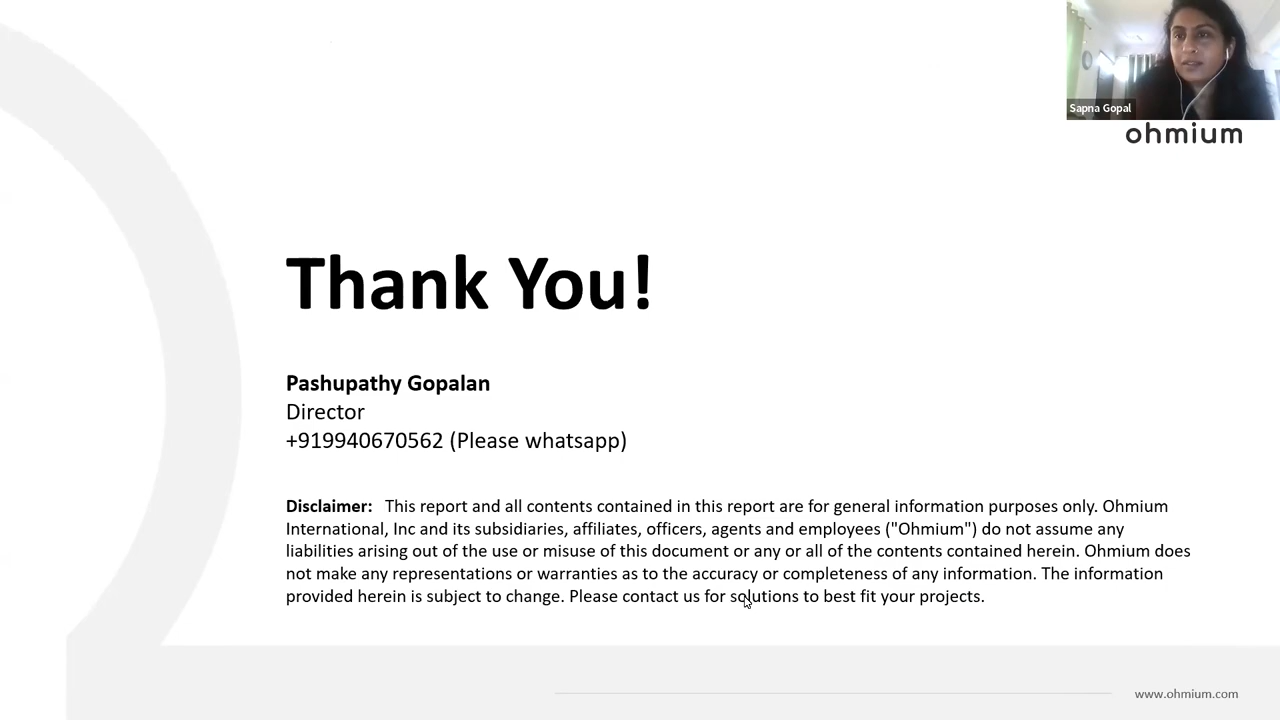 Sapna Gopal
ohmium
Thank You!
Pashupathy Gopalan
Director
+919940670562 (Please whatsapp)
Disclaimer: This report and all contents contained in this report are for general information purposes only. Ohmium
International, Inc and its subsidiaries, affiliates, officers, agents and employees ("Ohmium") do not assume any
liabilities arising out of the use or misuse of this document or any or all of the contents contained herein. Ohmium does
not make any representations or warranties as to the accuracy or completeness of any information. The information
provided herein is subject to change. Please contact us for solutions to best fit your projects.
www.ohmium.com